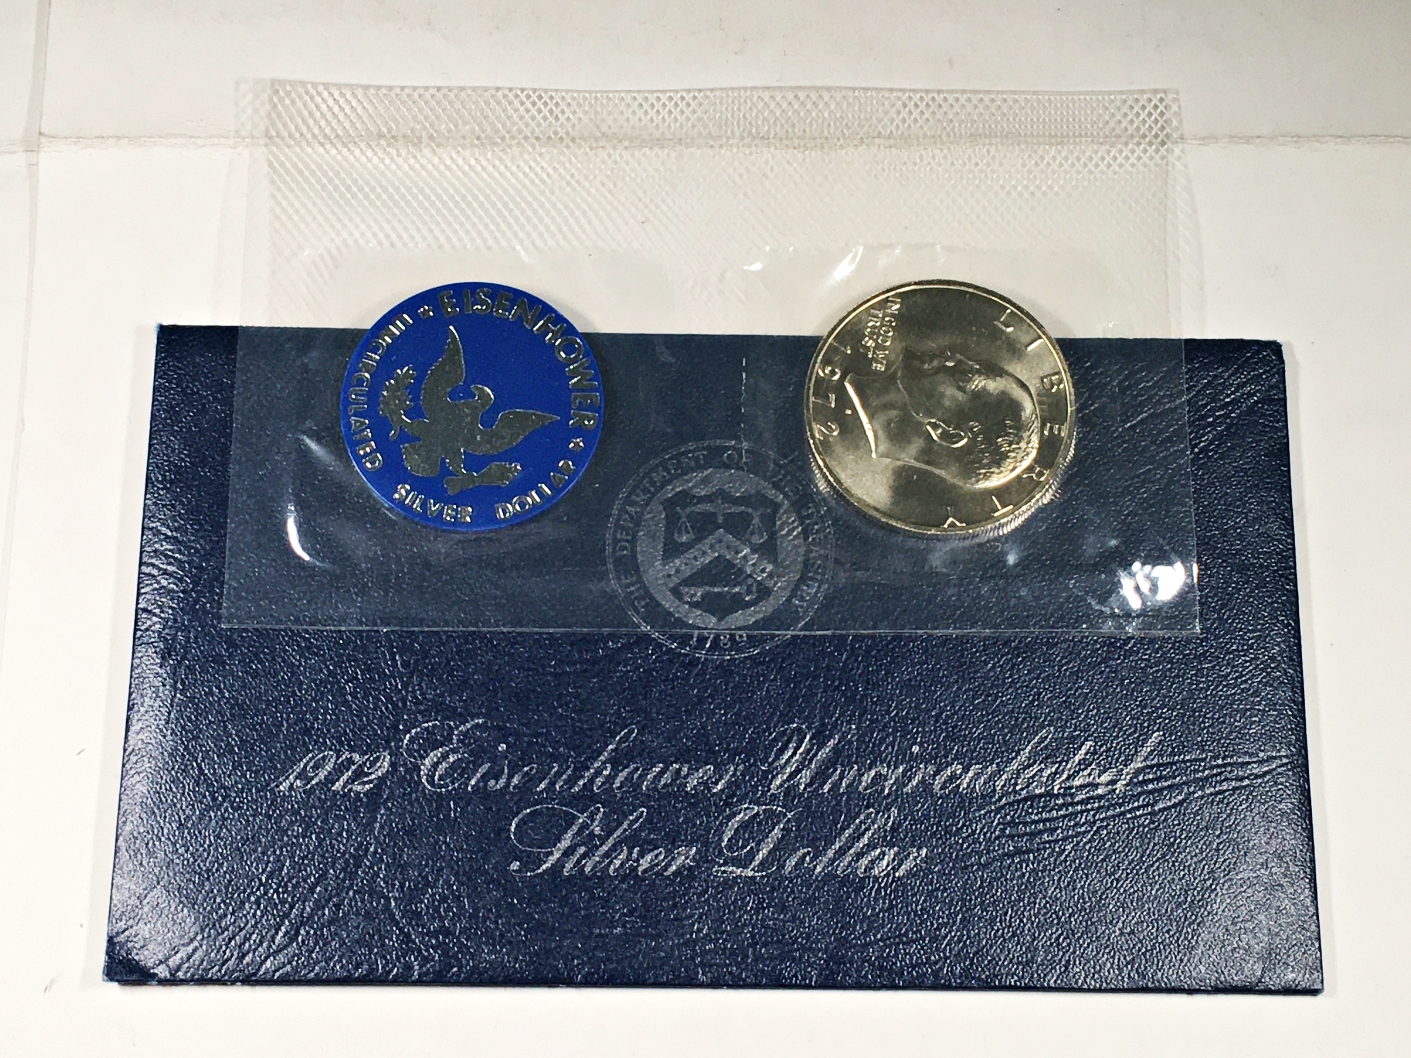 ★ EISENHOWER ★
UNCIRCULATED
SILVER DOLLAR
LIBERTY
IN GOD WE
TRUST
1972
THE DEPARTMENT OF THE TREASURY
1789
1972 Eisenhower Uncirculated
Silver Dollar